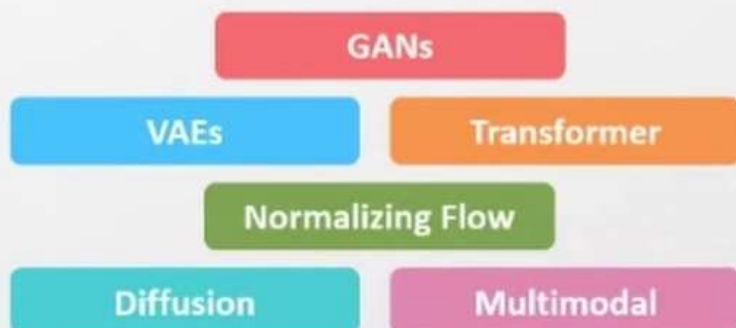 GANs
VAEs
Transformer
Normalizing Flow
Diffusion
Multimodal